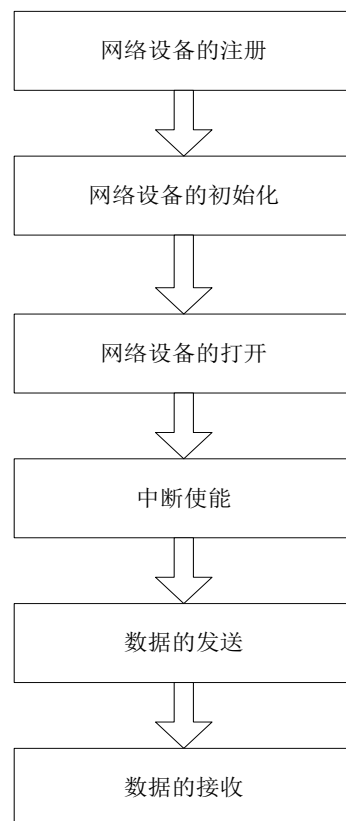 网络设备的注册
网络设备的初始化
网络设备的打开
中断使能
数据的发送
数据的接收